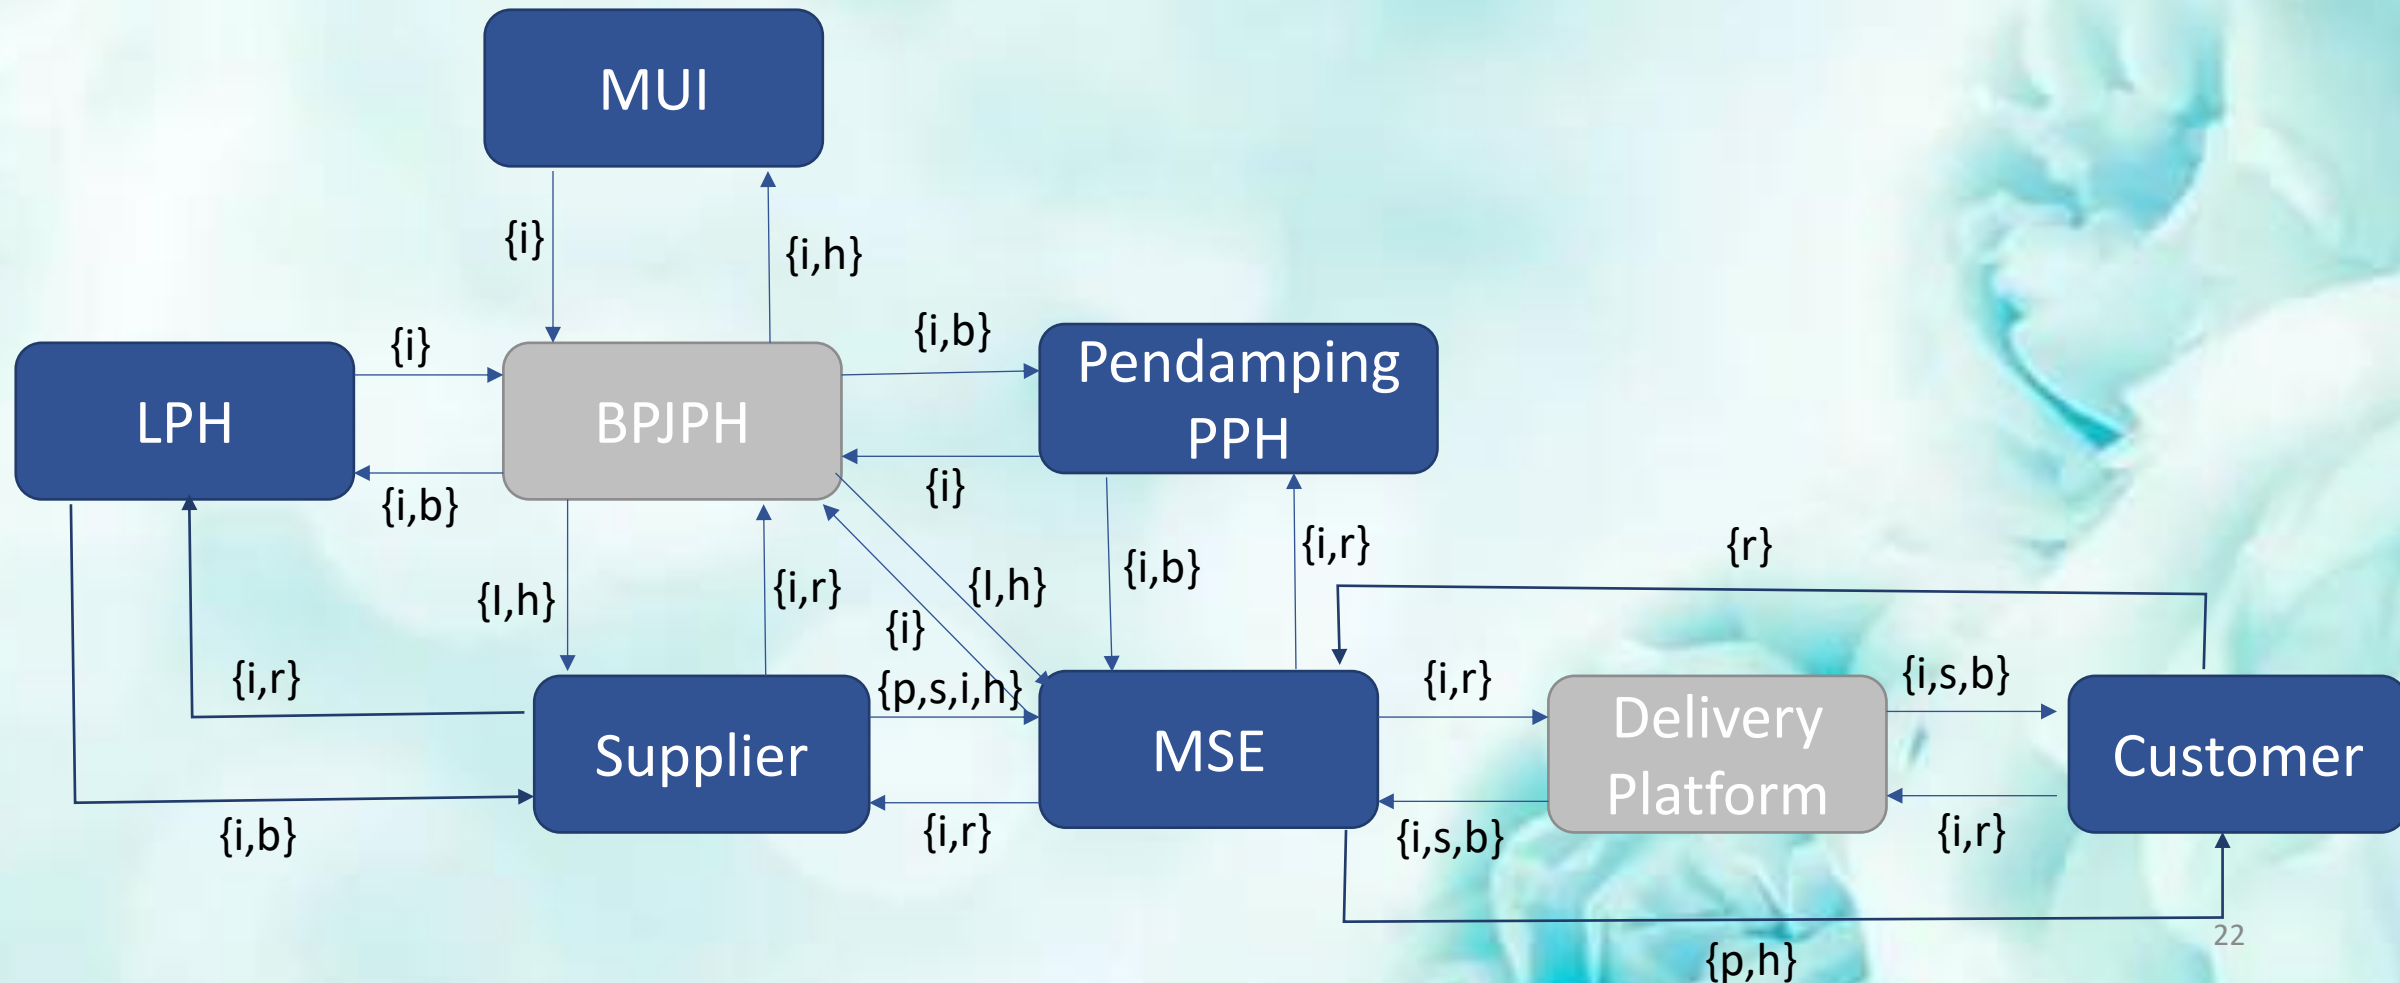 MUI
{i}
{i,h}
{i}
{i,b}
Pendamping
PPH
LPH
BPJPH
{i,b}
{i}
{I,h}
{i,r}
{i}
{I,h}
{i,b}
{i,r}
{r}
{i,r}
{p,s,i,h}
{i,r}
{i,s,b}
Supplier
MSE
Delivery
Platform
Customer
{i,b}
{i,r}
{i,s,b}
{i,r}
{p,h}
22